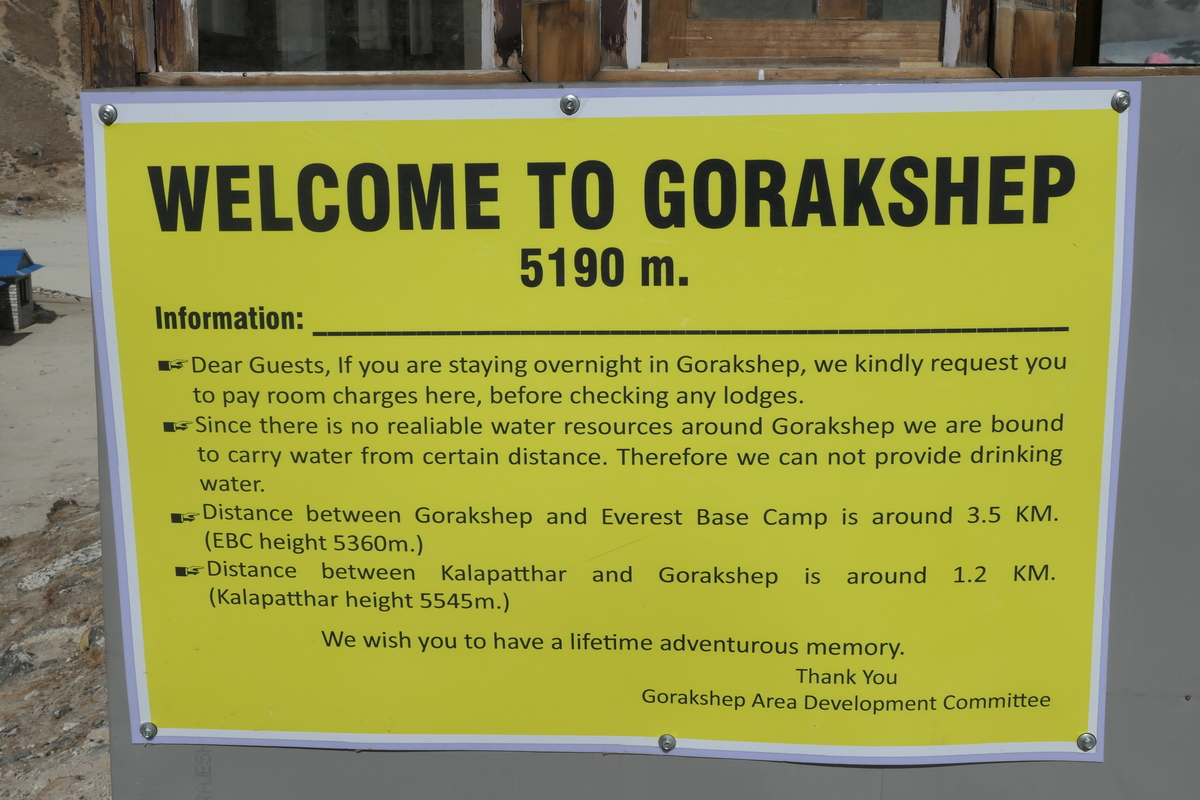 WELCOME TO GORAKSHEP
5190 m.
Information:
Dear Guests, If you are staying overnight in Gorakshep, we kindly request you
to pay room charges here, before checking any lodges.
Since there is no realiable water resources around Gorakshep we are bound
to carry water from certain distance. Therefore we can not provide drinking
water.
Distance between Gorakshep and Everest Base Camp is around 3.5 KM.
(EBC height 5360m.)
Distance between Kalapatthar and Gorakshep is around 1.2 KM.
(Kalapatthar height 5545m.)
We wish you to have a lifetime adventurous memory.
Thank You
Gorakshep Area Development Committee